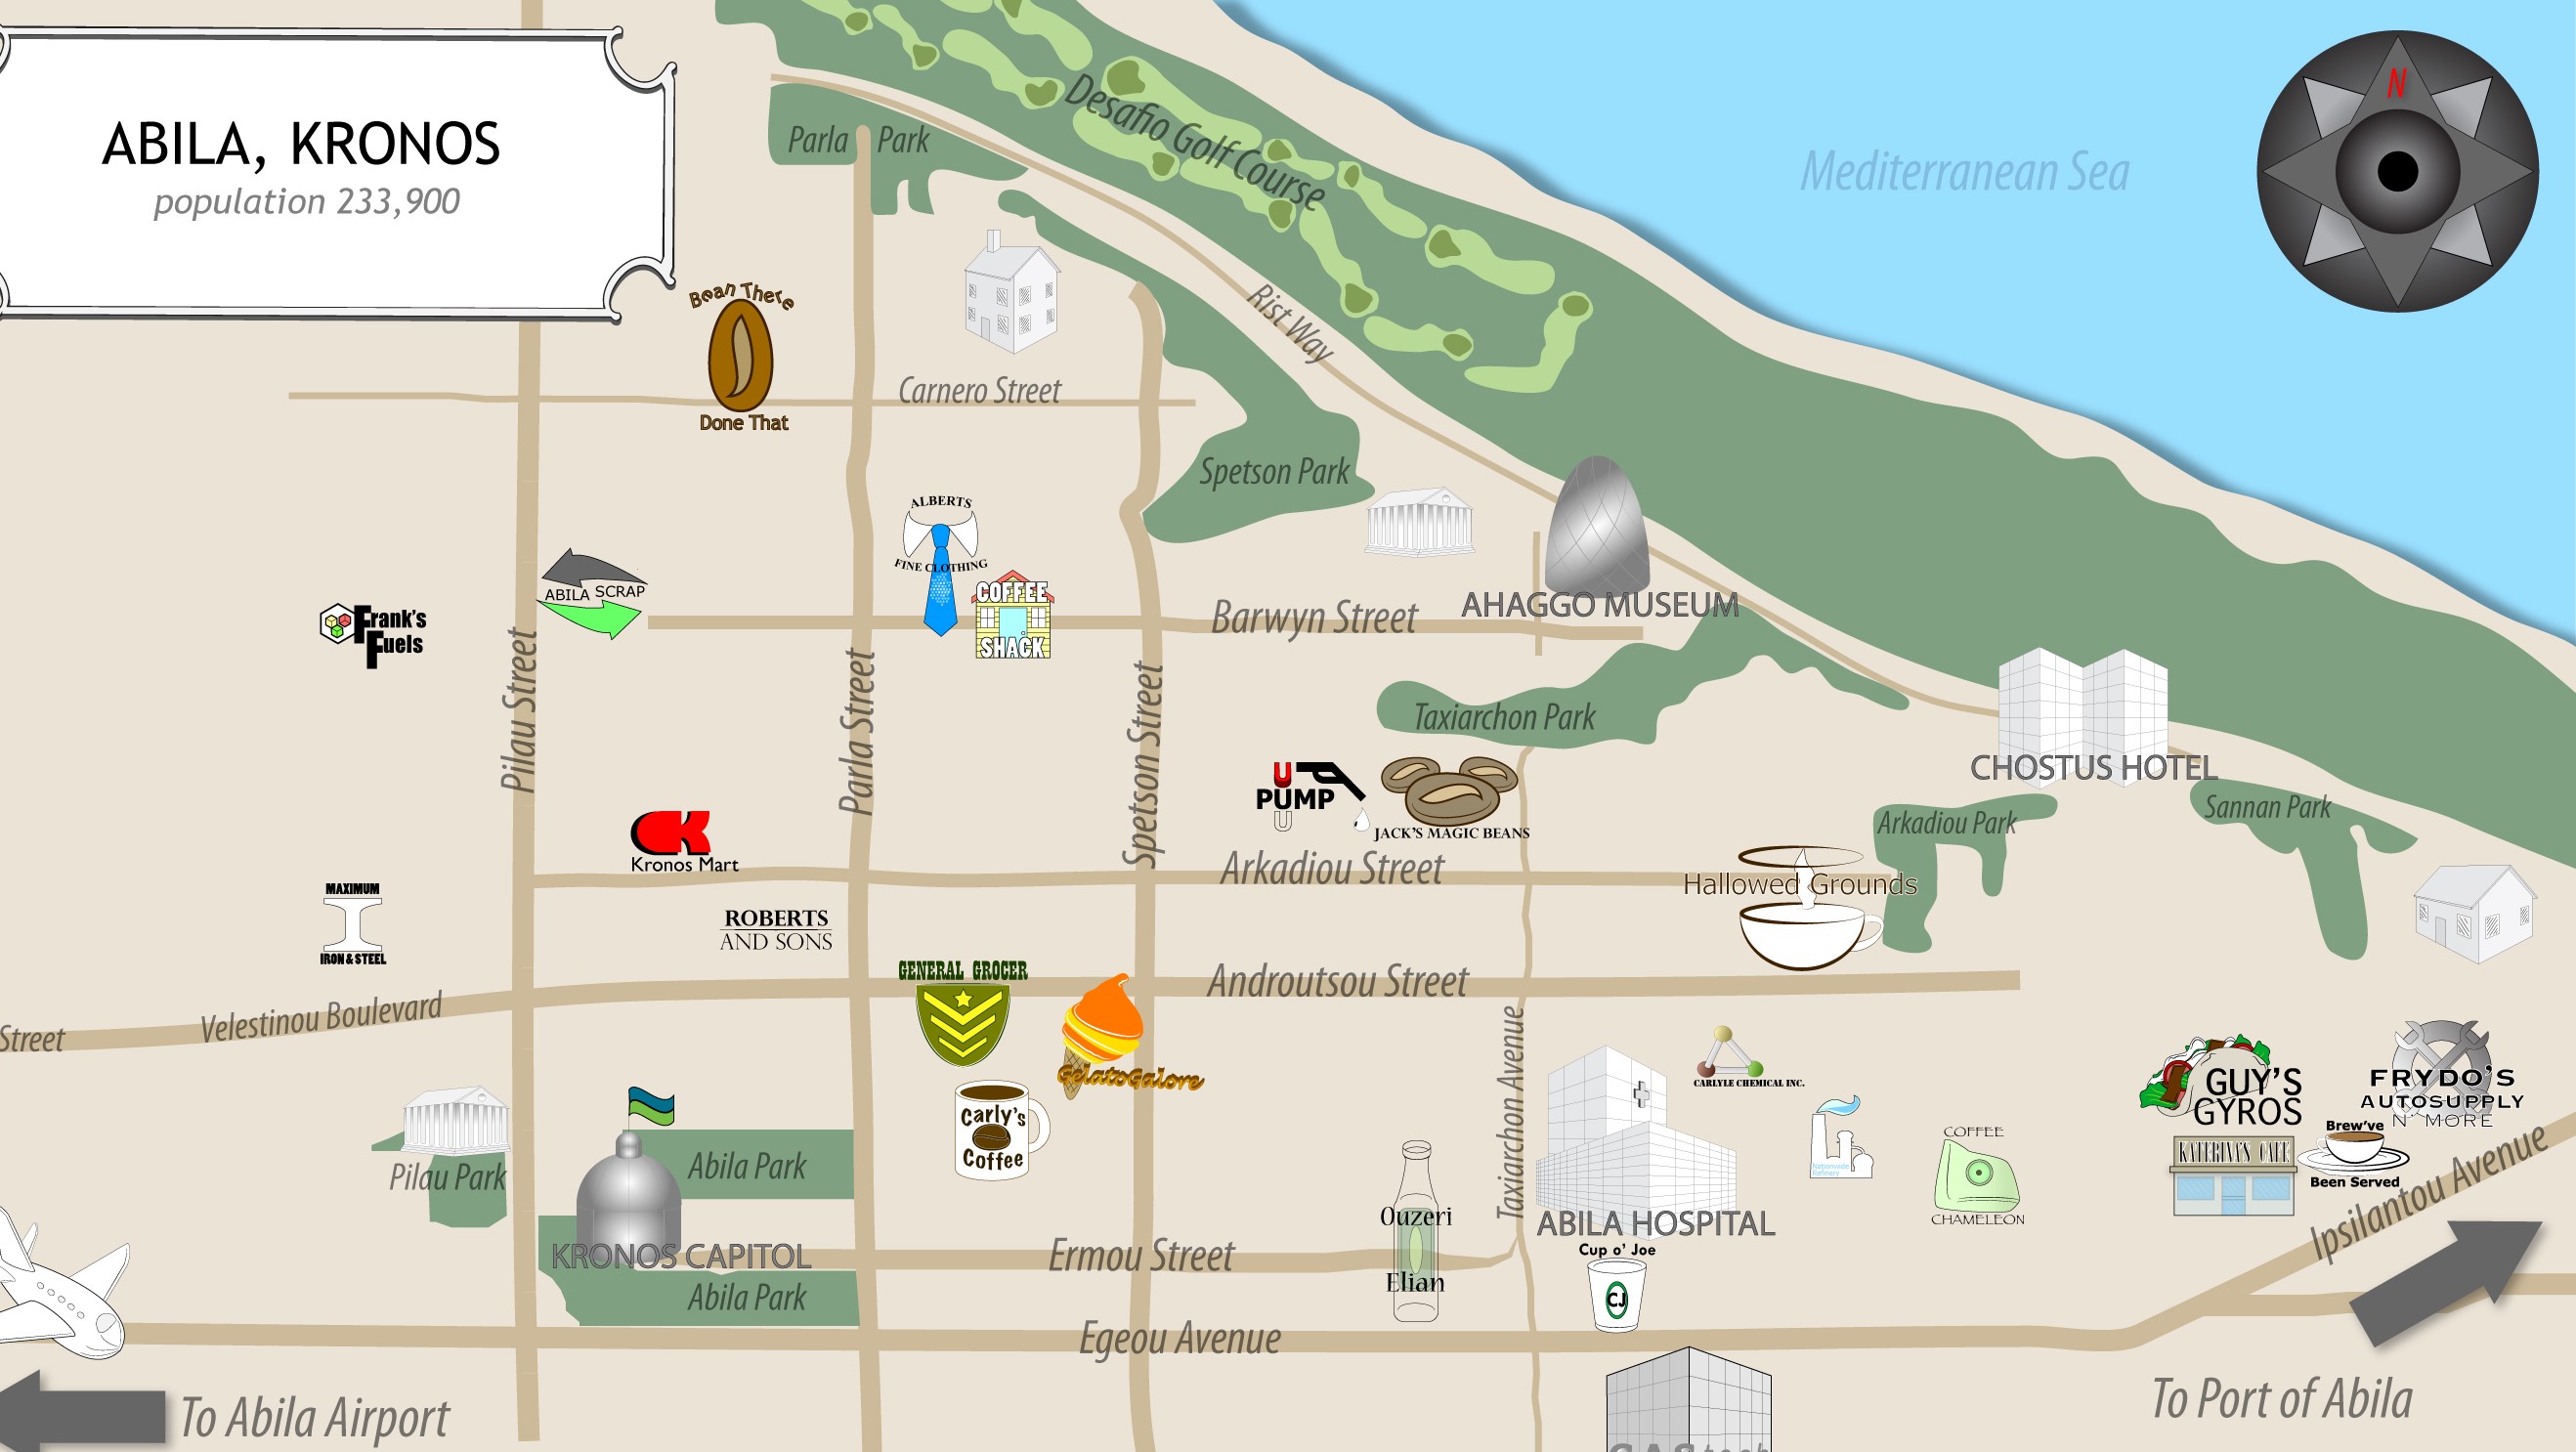 ABILA, KRONOS
population 233,900
N
Mediterranean Sea
Desafio Golf Course
Parla Park
Rist Way
Bean There
Done That
Carnero Street
Spetson Park
ALBERTS
FINE CLOTHING
COFFEE
SHACK
ABILA SCRAP
Frank's
Fuels
Barwyn Street
AHAGGO MUSEUM
Pilau Street
Parla Street
Spetson Street
Taxiarchon Park
CHOSTUS HOTEL
U
PUMP
U
JACK'S MAGIC BEANS
Kronos Mart
Arkadiou Street
Arkadiou Park
Sannan Park
Hallowed Grounds
MAXIMUM
IRON & STEEL
ROBERTS
AND SONS
GENERAL GROCER
Androutsou Street
Street
Velestinou Boulevard
GelatoGalore
Carly's
Coffee
Taxiarchon Avenue
CARLYLE CHEMICAL INC.
Nationwide
Refinery
COFFEE
CHAMELEON
GUY'S
GYROS
FRYDO'S
AUTOSUPPLY
N' MORE
KATERINA'S CAFE
Brew've
Been Served
Ipsilantou Avenue
Pilau Park
Abila Park
KRONOS CAPITOL
Abila Park
Ermou Street
Ouzeri
Elian
ABILA HOSPITAL
Cup o' Joe
CJ
Egeou Avenue
To Abila Airport
To Port of Abila